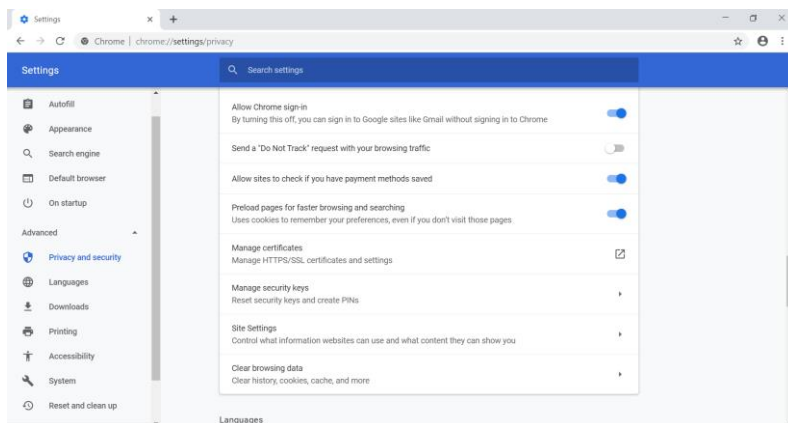 Settings
Chrome | chrome://settings/privacy
Settings
Search settings
Autofill
Appearance
Search engine
Default browser
On startup
Advanced
Privacy and security
Languages
Downloads
Printing
Accessibility
System
Reset and clean up
Allow Chrome sign-in
By turning this off, you can sign in to Google sites like Gmail without signing in to Chrome
Send a "Do Not Track" request with your browsing traffic
Allow sites to check if you have payment methods saved
Preload pages for faster browsing and searching
Uses cookies to remember your preferences, even if you don't visit those pages.
Manage certificates
Manage HTTPS/SSL certificates and settings
Manage security keys
Reset security keys and create PINs
Site Settings
Control what information websites can use and what content they can show you
Clear browsing data
Clear history, cookies, cache, and more
Languages